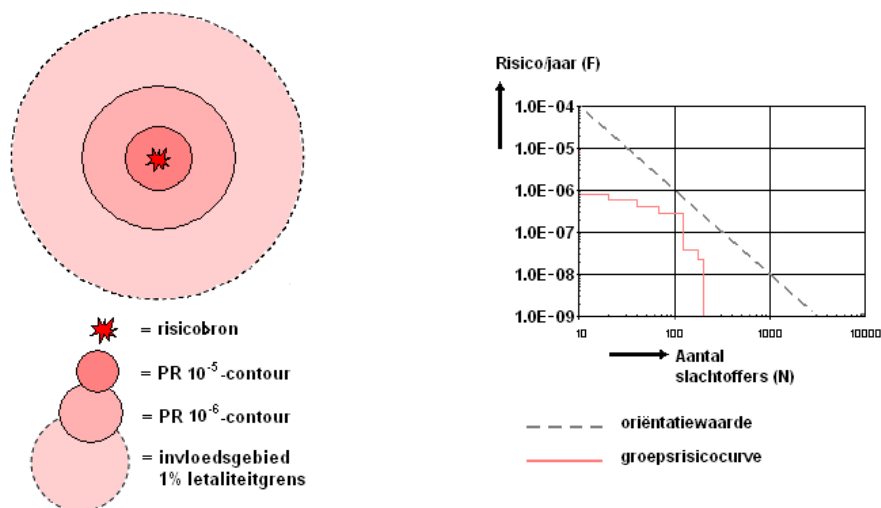 = risicobron
= PR 10⁻⁵-contour
= PR 10⁻⁶-contour
= invloedsgebied
1% letaliteitgrens
Risico/jaar (F)
1.0E-04
1.0E-05
1.0E-06
1.0E-07
1.0E-08
1.0E-09
10 100 1000 10000
Aantal
slachtoffers (N)
oriëntatiewaarde
groepsrisicocurve